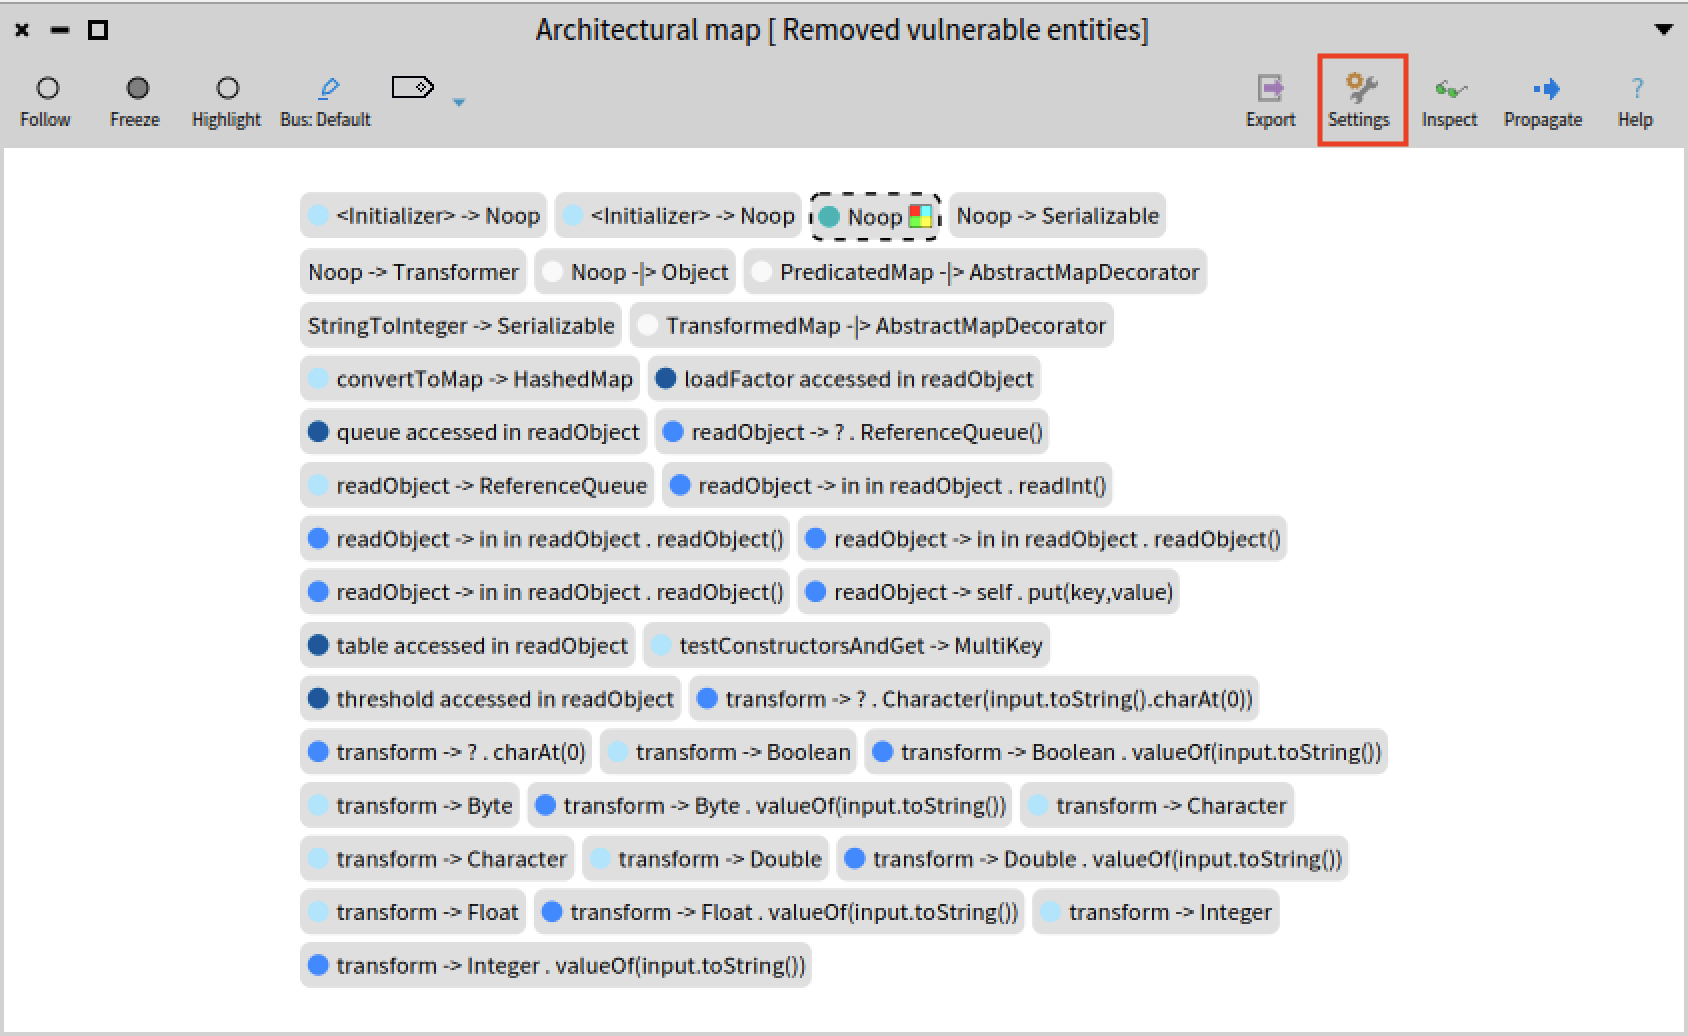 Architectural map [ Removed vulnerable entities]
Follow Freeze Highlight Bus: Default Export Settings Inspect Propagate ? Help
<Initializer> -> Noop <Initializer> -> Noop Noop Noop -> Serializable
Noop -> Transformer Noop -|> Object PredicatedMap -|> AbstractMapDecorator
StringToInteger -> Serializable TransformedMap -|> AbstractMapDecorator
convertToMap -> HashedMap loadFactor accessed in readObject
queue accessed in readObject readObject -> ? . ReferenceQueue()
readObject -> ReferenceQueue readObject -> in in readObject . readInt()
readObject -> in in readObject . readObject() readObject -> in in readObject . readObject()
readObject -> in in readObject . readObject() readObject -> self . put(key,value)
table accessed in readObject testConstructorsAndGet -> MultiKey
threshold accessed in readObject transform -> ? . Character(input.toString().charAt(0))
transform -> ? . charAt(0) transform -> Boolean transform -> Boolean . valueOf(input.toString())
transform -> Byte transform -> Byte . valueOf(input.toString()) transform -> Character
transform -> Character transform -> Double transform -> Double . valueOf(input.toString())
transform -> Float transform -> Float . valueOf(input.toString()) transform -> Integer
transform -> Integer . valueOf(input.toString())